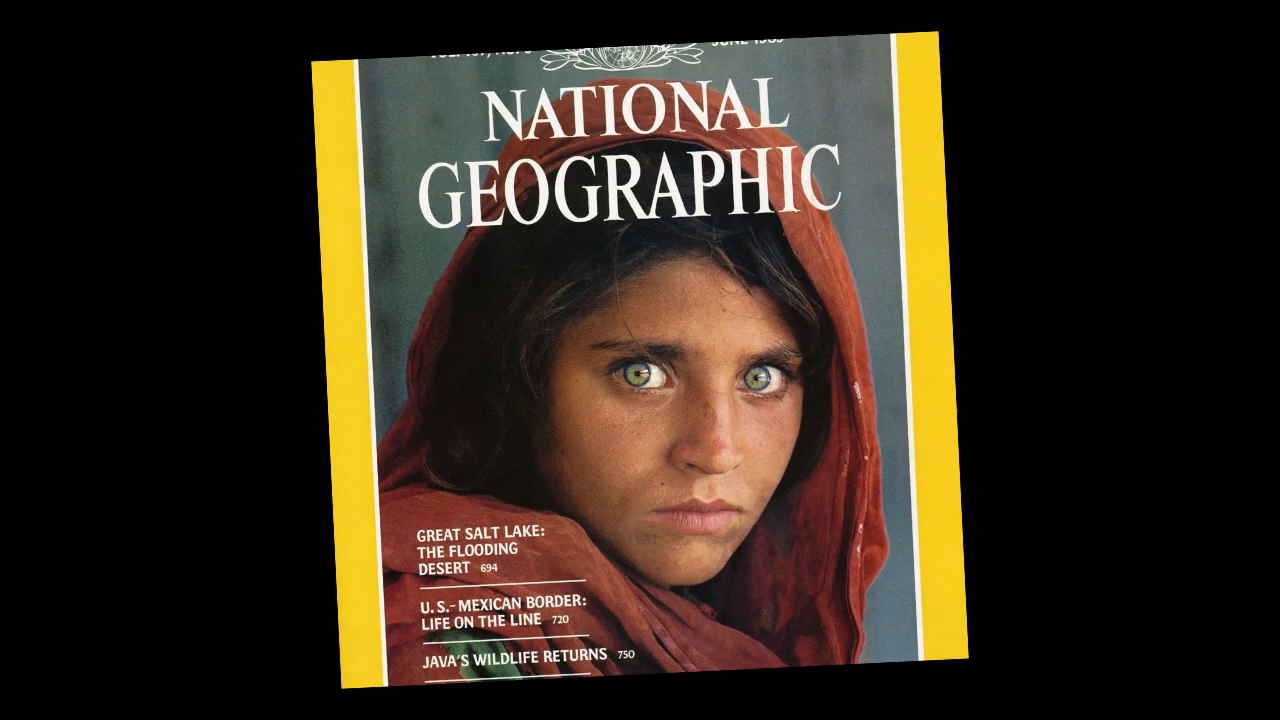 NATIONAL
GEOGRAPHIC
GREAT SALT LAKE:
THE FLOODING
DESERT 694
U.S.-MEXICAN BORDER:
LIFE ON THE LINE 720
JAVA'S WILDLIFE RETURNS 750